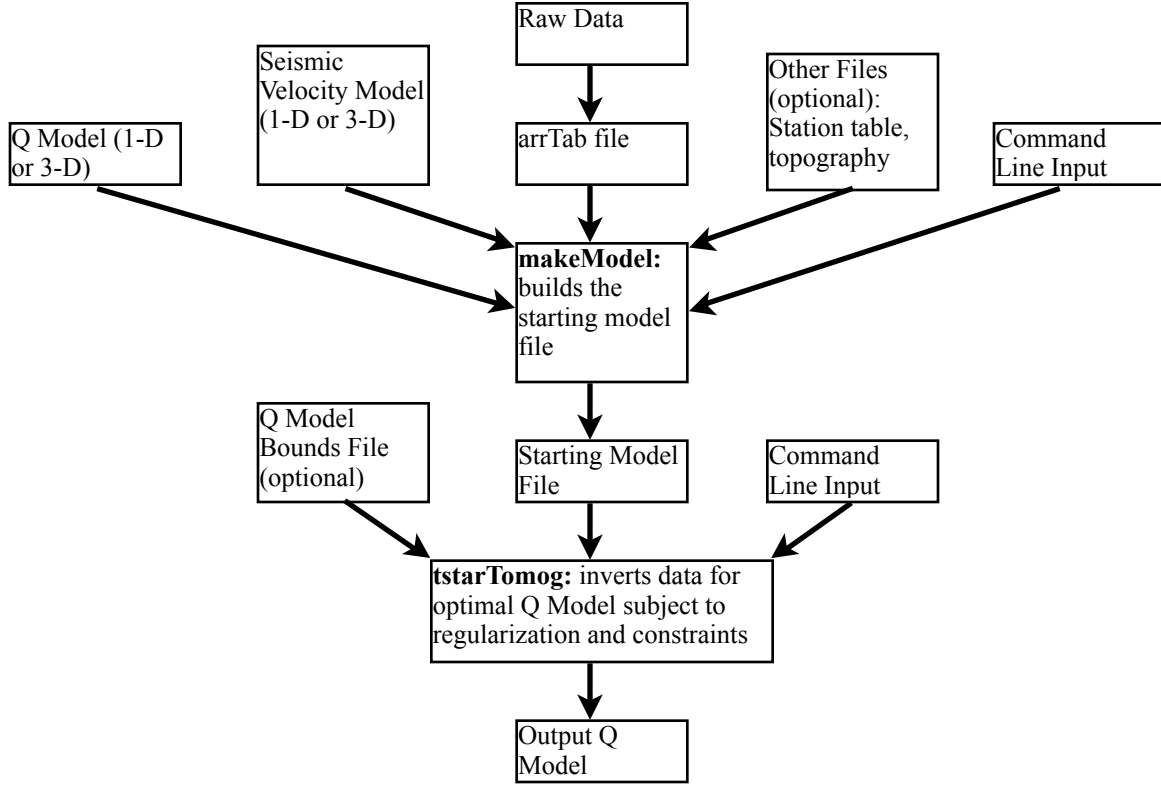 Raw Data
Seismic
Velocity Model
(1-D or 3-D)
Other Files
(optional):
Station table,
topography
Q Model (1-D
or 3-D)
arrTab file
Command
Line Input
makeModel:
builds the
starting model
file
Q Model
Bounds File
(optional)
Starting Model
File
Command
Line Input
tstarTomog: inverts data for
optimal Q Model subject to
regularization and constraints
Output Q
Model